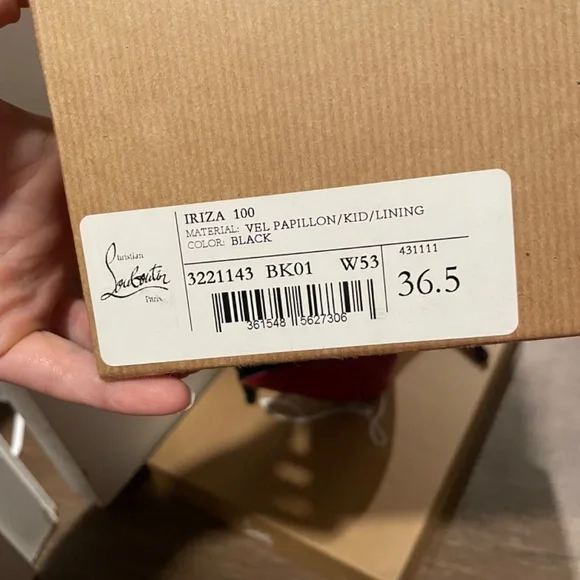 Christian
Louboutin
Paris
IRIZA 100
MATERIAL: VEL PAPILLON/KID/LINING
COLOR: BLACK
3221143 BK01 W53
361548 5627306
431111
36.5